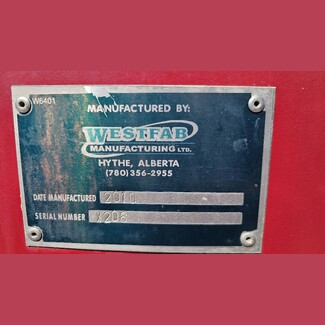 W6401
MANUFACTURED BY:
WESTFAB
MANUFACTURING LTD.
HYTHE, ALBERTA
(780)356-2955
DATE MANUFACTURED
SERIAL NUMBER